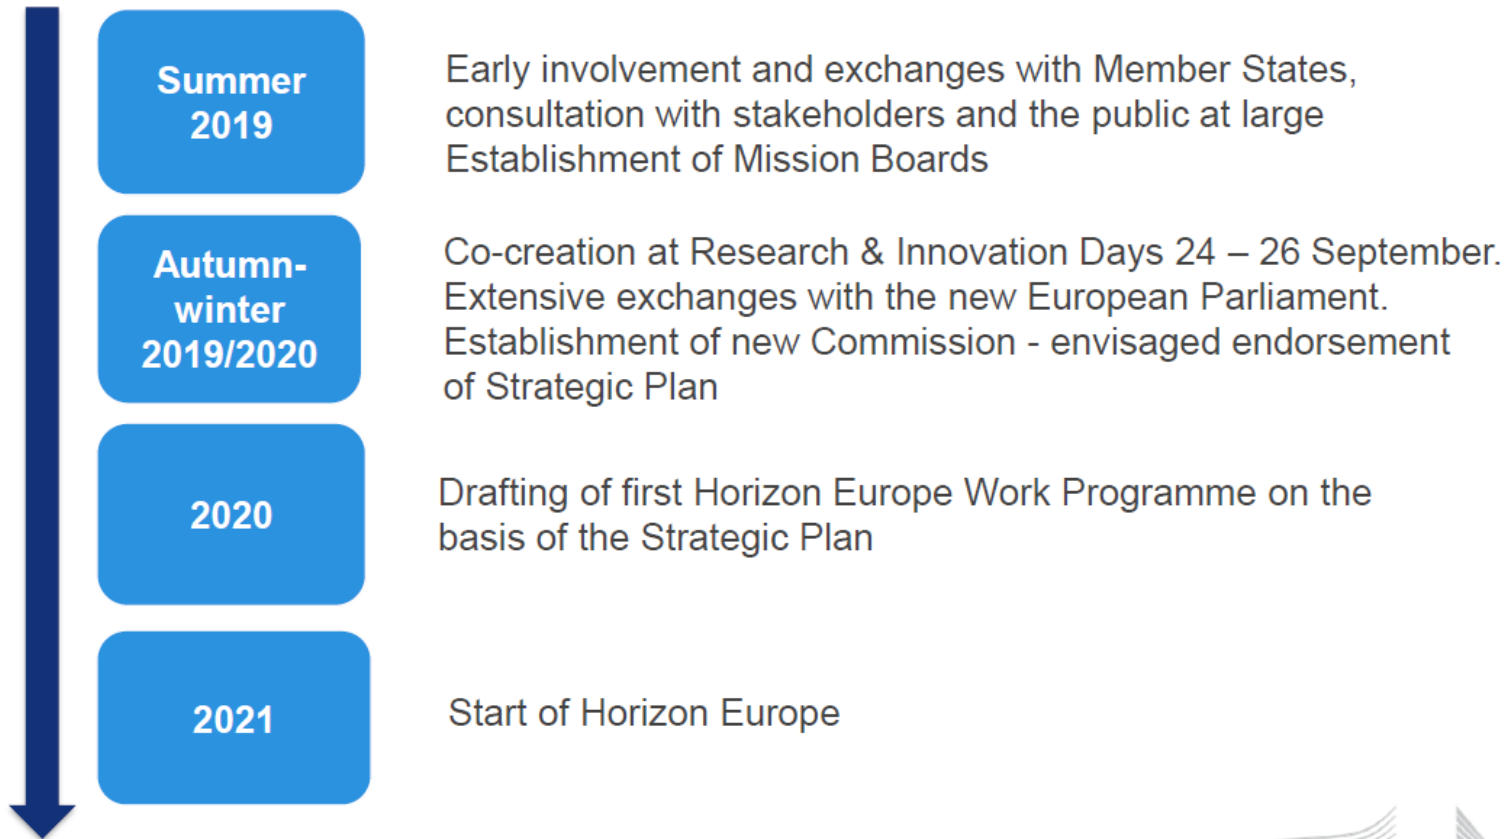 Summer
2019
Early involvement and exchanges with Member States,
consultation with stakeholders and the public at large
Establishment of Mission Boards
Autumn-
winter
2019/2020
Co-creation at Research & Innovation Days 24 – 26 September.
Extensive exchanges with the new European Parliament.
Establishment of new Commission - envisaged endorsement
of Strategic Plan
2020
Drafting of first Horizon Europe Work Programme on the
basis of the Strategic Plan
2021
Start of Horizon Europe